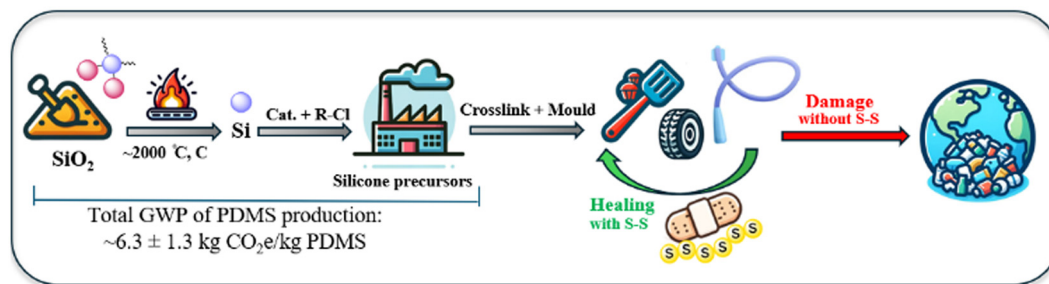 SiO₂
~2000 ℃, C
Si
Cat. + R-Cl
Silicone precursors
Total GWP of PDMS production:
~6.3 ± 1.3 kg CO₂e/kg PDMS
Crosslink + Mould
Healing
with S-S
S S S S S S
Damage
without S-S